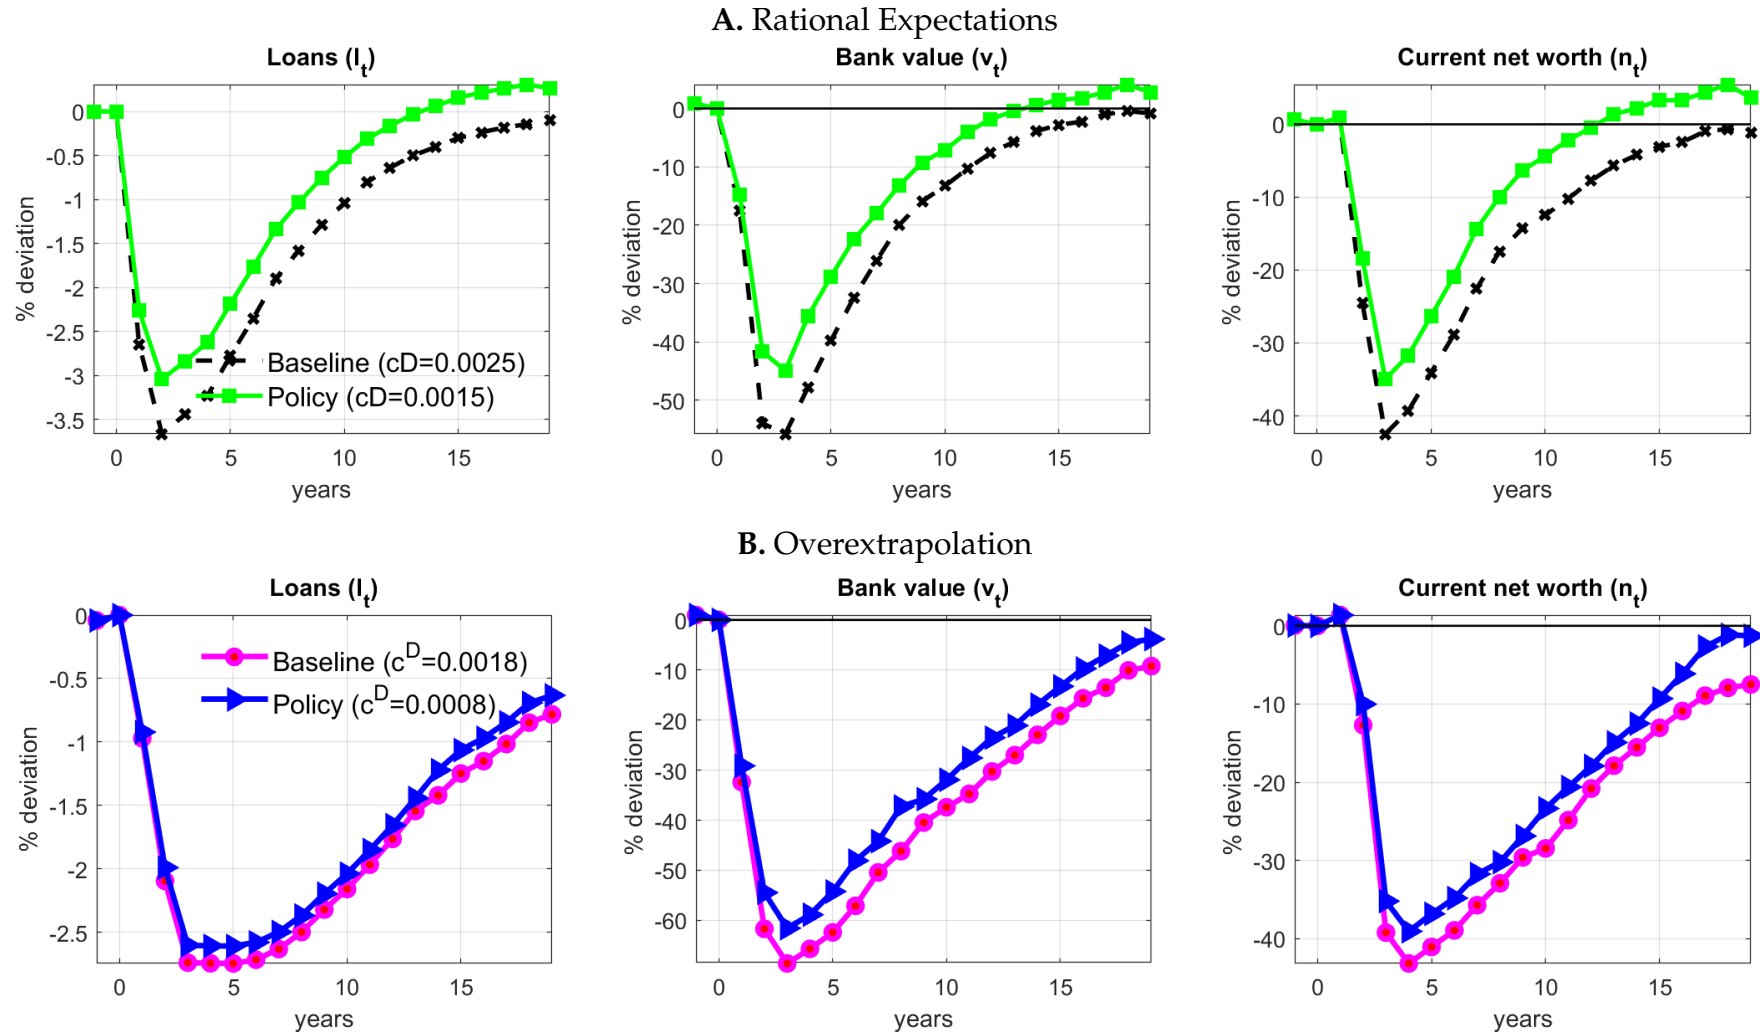 A. Rational Expectations
Loans (l_t)
% deviation
0
-0.5
-1
-1.5
-2
-2.5
-3
-3.5
Baseline (cD=0.0025)
Policy (cD=0.0015)
0 5 10 15
years
Bank value (v_t)
% deviation
0
-10
-20
-30
-40
-50
0 5 10 15
years
Current net worth (n_t)
% deviation
0
-10
-20
-30
-40
0 5 10 15
years
B. Overextrapolation
Loans (l_t)
% deviation
0
-0.5
-1
-1.5
-2
-2.5
Baseline (c^D=0.0018)
Policy (c^D=0.0008)
0 5 10 15
years
Bank value (v_t)
% deviation
0
-10
-20
-30
-40
-50
-60
0 5 10 15
years
Current net worth (n_t)
% deviation
0
-10
-20
-30
-40
0 5 10 15
years